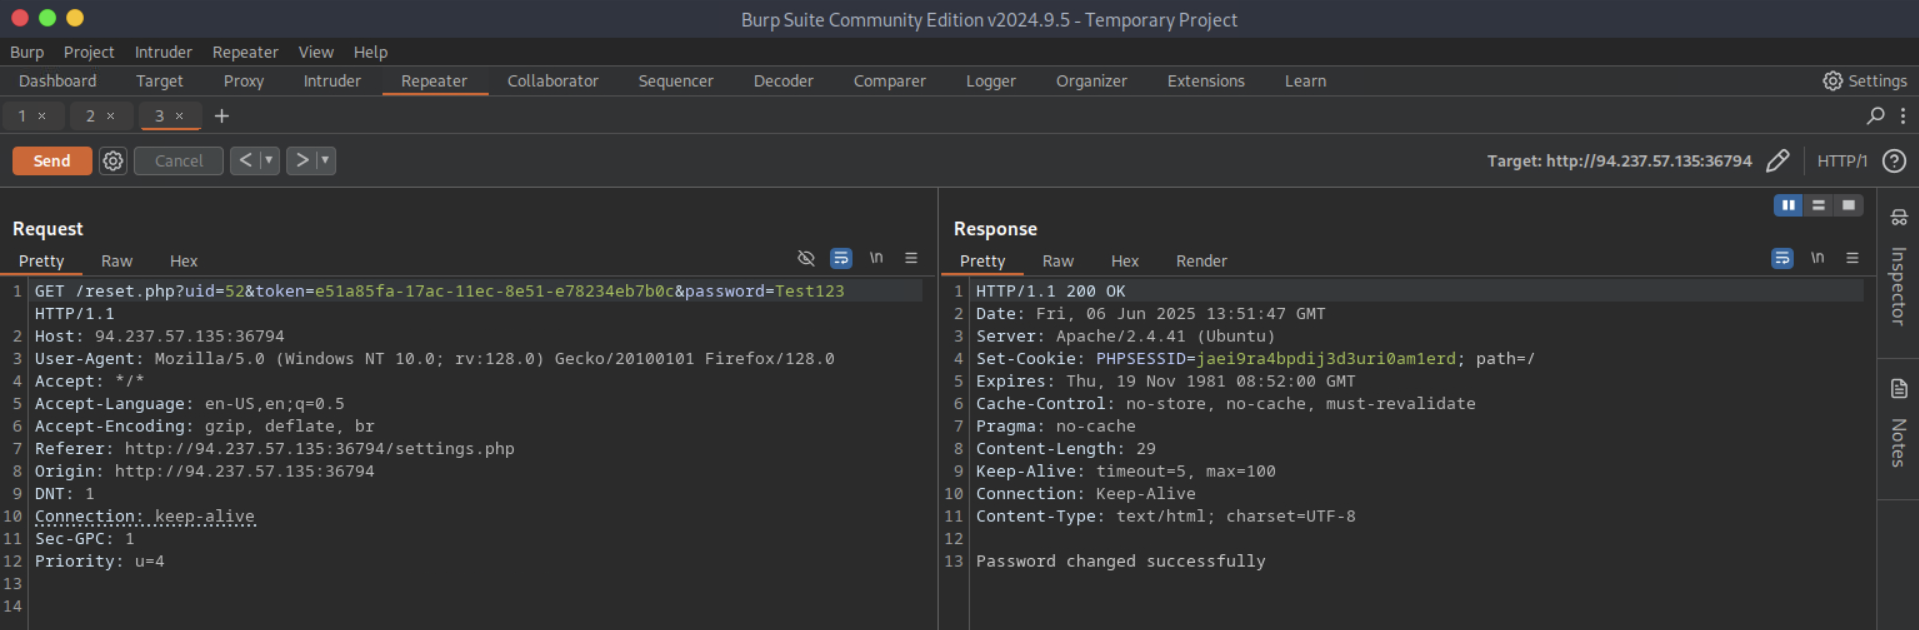 Burp Suite Community Edition v2024.9.5 - Temporary Project
Burp Project Intruder Repeater View Help
Dashboard Target Proxy Intruder Repeater Collaborator Sequencer Decoder Comparer Logger Organizer Extensions Learn Settings
1 × 2 × 3 × +
Send Cancel < > Target: http://94.237.57.135:36794 HTTP/1 ?
Request
Pretty Raw Hex \n
1 GET /reset.php?uid=52&token=e51a85fa-17ac-11ec-8e51-e78234eb7b0c&password=Test123
HTTP/1.1
2 Host: 94.237.57.135:36794
3 User-Agent: Mozilla/5.0 (Windows NT 10.0; rv:128.0) Gecko/20100101 Firefox/128.0
4 Accept: */*
5 Accept-Language: en-US,en;q=0.5
6 Accept-Encoding: gzip, deflate, br
7 Referer: http://94.237.57.135:36794/settings.php
8 Origin: http://94.237.57.135:36794
9 DNT: 1
10 Connection: keep-alive
11 Sec-GPC: 1
12 Priority: u=4
13
14
Response
Pretty Raw Hex Render \n
1 HTTP/1.1 200 OK
2 Date: Fri, 06 Jun 2025 13:51:47 GMT
3 Server: Apache/2.4.41 (Ubuntu)
4 Set-Cookie: PHPSESSID=jaei9ra4bpdij3d3uri0am1erd; path=/
5 Expires: Thu, 19 Nov 1981 08:52:00 GMT
6 Cache-Control: no-store, no-cache, must-revalidate
7 Pragma: no-cache
8 Content-Length: 29
9 Keep-Alive: timeout=5, max=100
10 Connection: Keep-Alive
11 Content-Type: text/html; charset=UTF-8
12
13 Password changed successfully
Inspector
Notes